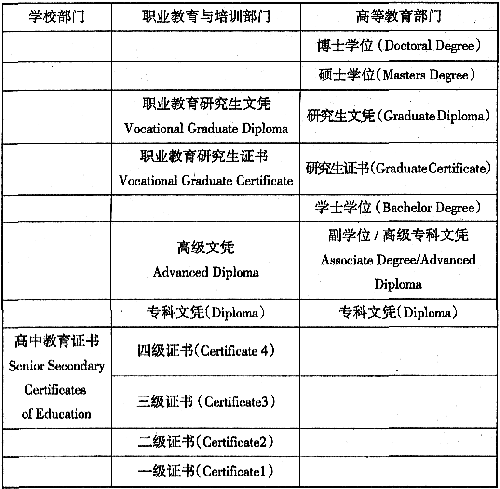 学校部门 职业教育与培训部门 高等教育部门
博士学位(Doctoral Degree)
硕士学位(Masters Degree)
职业教育研究生文凭
Vocational Graduate Diploma
研究生文凭(Graduate Diploma)
职业教育研究生证书
Vocational Graduate Certificate
研究生证书(Graduate Certificate)
学士学位(Bachelor Degree)
高级文凭
Advanced Diploma
副学位/高级专科文凭
Associate Degree/Advanced
Diploma
专科文凭(Diploma) 专科文凭(Diploma)
高中教育证书
Senior Secondary
Certificates
of Education
四级证书(Certificate 4)
三级证书(Certificate3)
二级证书(Certificate2)
一级证书(Certificate1)